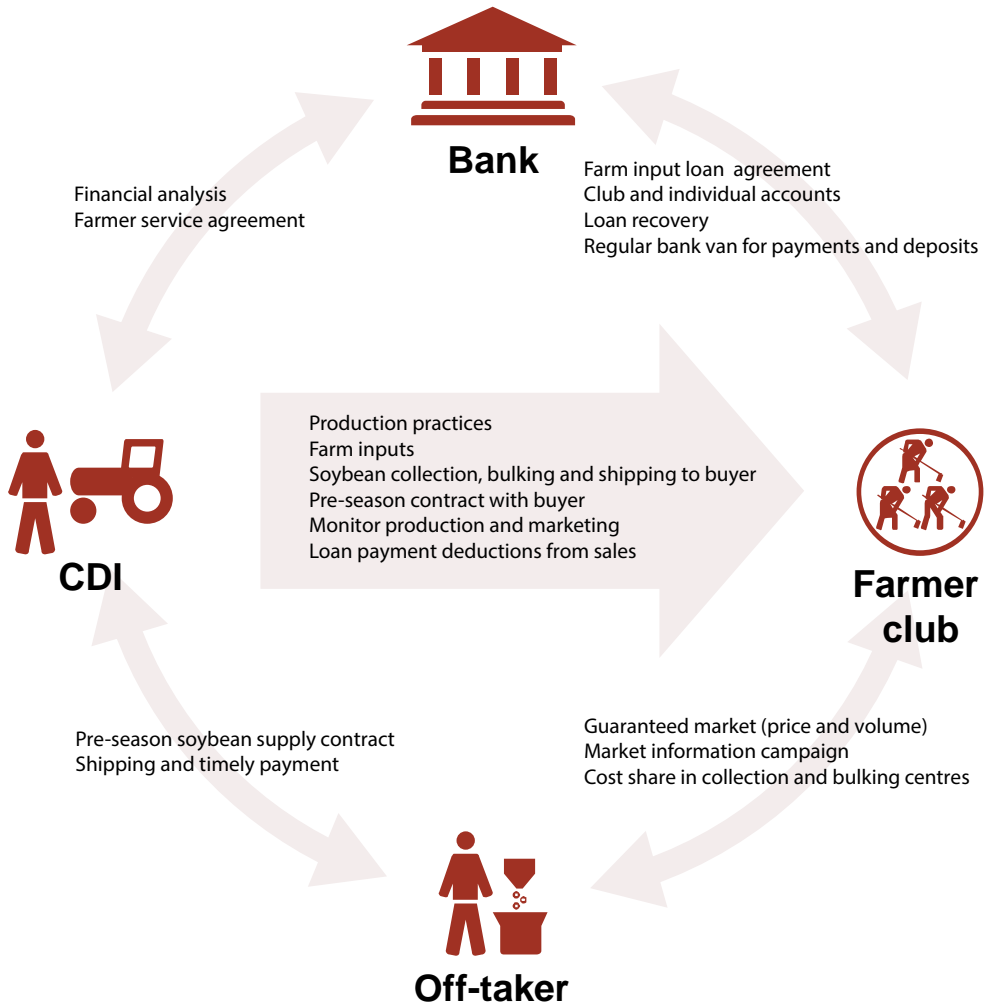 Bank
Financial analysis
Farmer service agreement
Farm input loan agreement
Club and individual accounts
Loan recovery
Regular bank van for payments and deposits
Production practices
Farm inputs
Soybean collection, bulking and shipping to buyer
Pre-season contract with buyer
Monitor production and marketing
Loan payment deductions from sales
CDI
Farmer
club
Pre-season soybean supply contract
Shipping and timely payment
Guaranteed market (price and volume)
Market information campaign
Cost share in collection and bulking centres
Off-taker